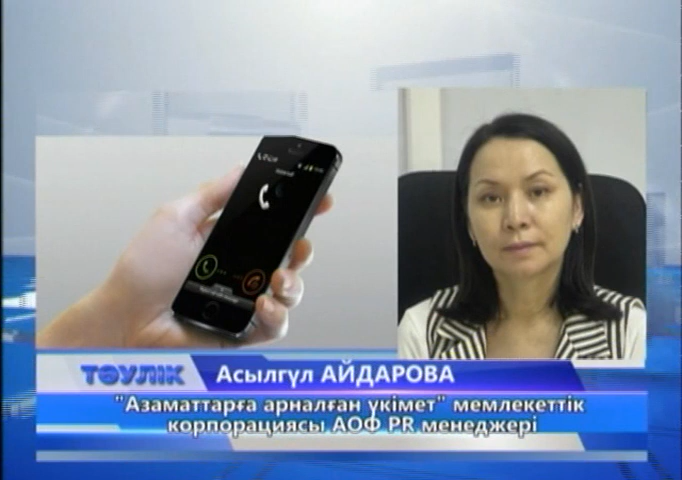 ТӘУЛІК Асылгүл АЙДАРОВА
"Азаматтарға арналған үкімет" мемлекеттік
корпорациясы АОФ PR менеджері